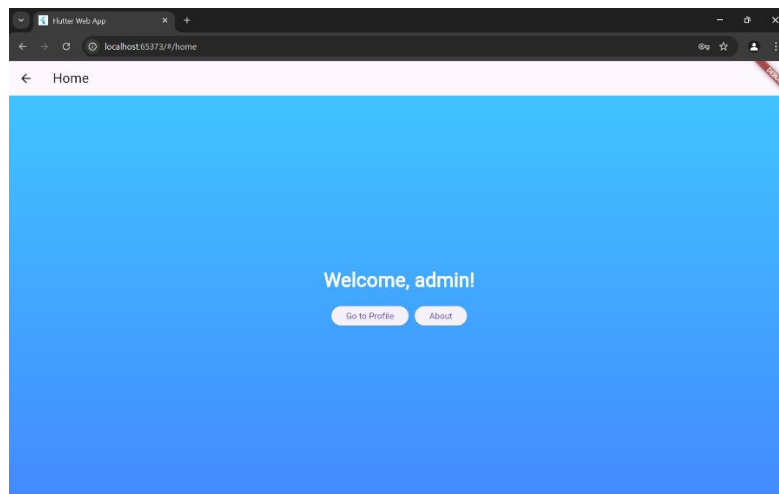 Flutter Web App
localhost:65373/#/home
Home
Welcome, admin!
Go to Profile
About